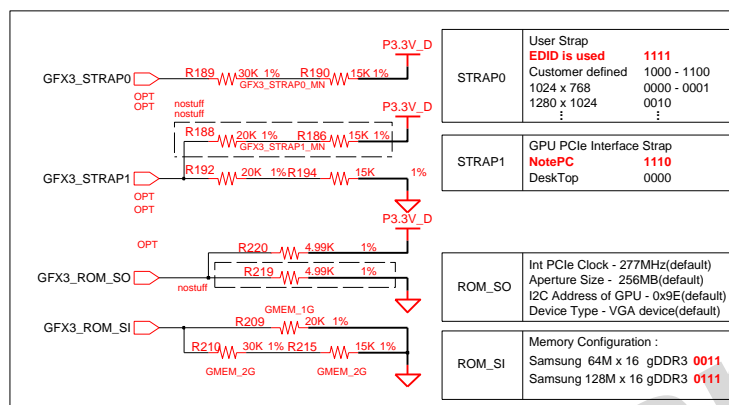 P3.3V_D
R189 30K 1% R190 15K 1%
GFX3_STRAP0
GFX3_STRAP0_MN
OPT
OPT
nostuff
nostuff
P3.3V_D
R188 20K 1% R186 15K 1%
GFX3_STRAP1_MN
R192 20K 1% R194 15K 1%
GFX3_STRAP1
OPT
OPT
P3.3V_D
OPT
R220 4.99K 1%
GFX3_ROM_SO
R219 4.99K 1%
nostuff
GMEM_1G
GFX3_ROM_SI
R209 20K 1%
R210 30K 1% R215 15K 1%
GMEM_2G GMEM_2G
STRAP0
User Strap
EDID is used 1111
Customer defined 1000 - 1100
1024 x 768 0000 - 0001
1280 x 1024 0010
STRAP1
GPU PCIe Interface Strap
NotePC 1110
DeskTop 0000
ROM_SO
Int PCIe Clock - 277MHz(default)
Aperture Size - 256MB(default)
I2C Address of GPU - 0x9E(default)
Device Type - VGA device(default)
ROM_SI
Memory Configuration :
Samsung 64M x 16 gDDR3 0011
Samsung 128M x 16 gDDR3 0111